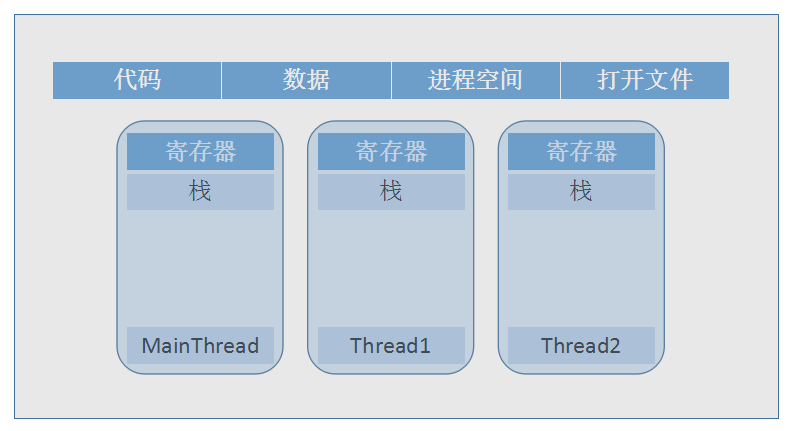 代码 数据 进程空间 打开文件
寄存器 寄存器 寄存器
栈 栈 栈
MainThread Thread1 Thread2